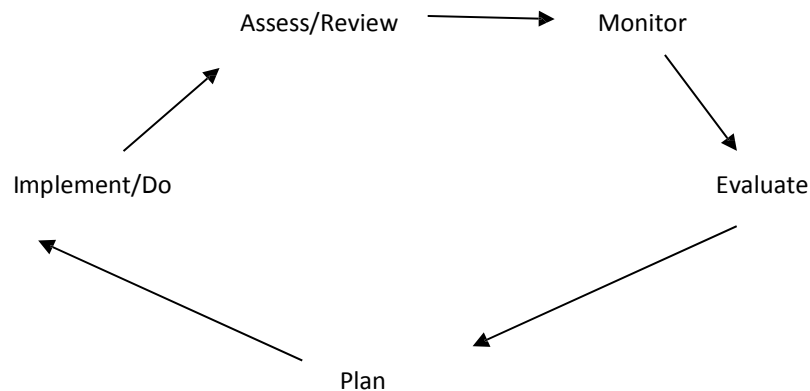 Assess/Review
Monitor
Implement/Do
Evaluate
Plan